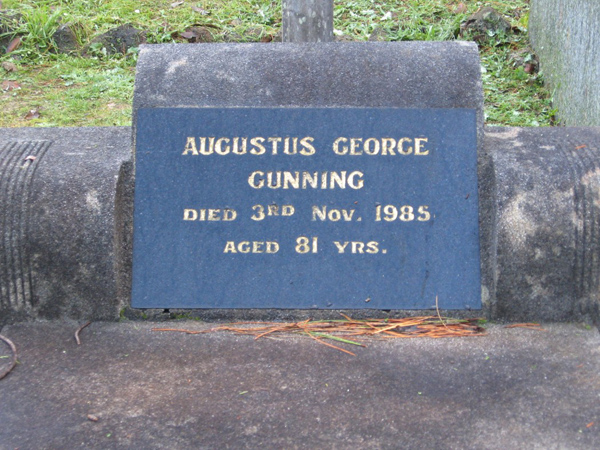 AUGUSTUS GEORGE
GUNNING
DIED 3RD NOV. 1985
AGED 81 YRS.